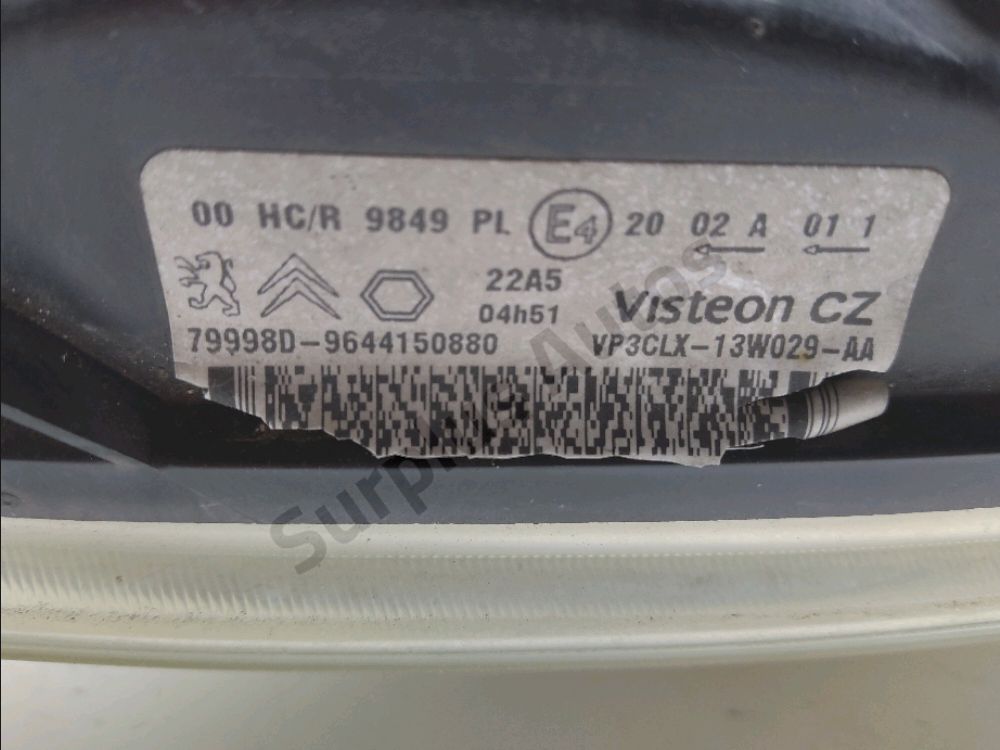 00 HC/R 9849 PL E4 20 02 A 01 1
22A5
04h51 Visteon CZ
79998D-9644150880 VP3CLX-13W029-AA
Surplus Autos